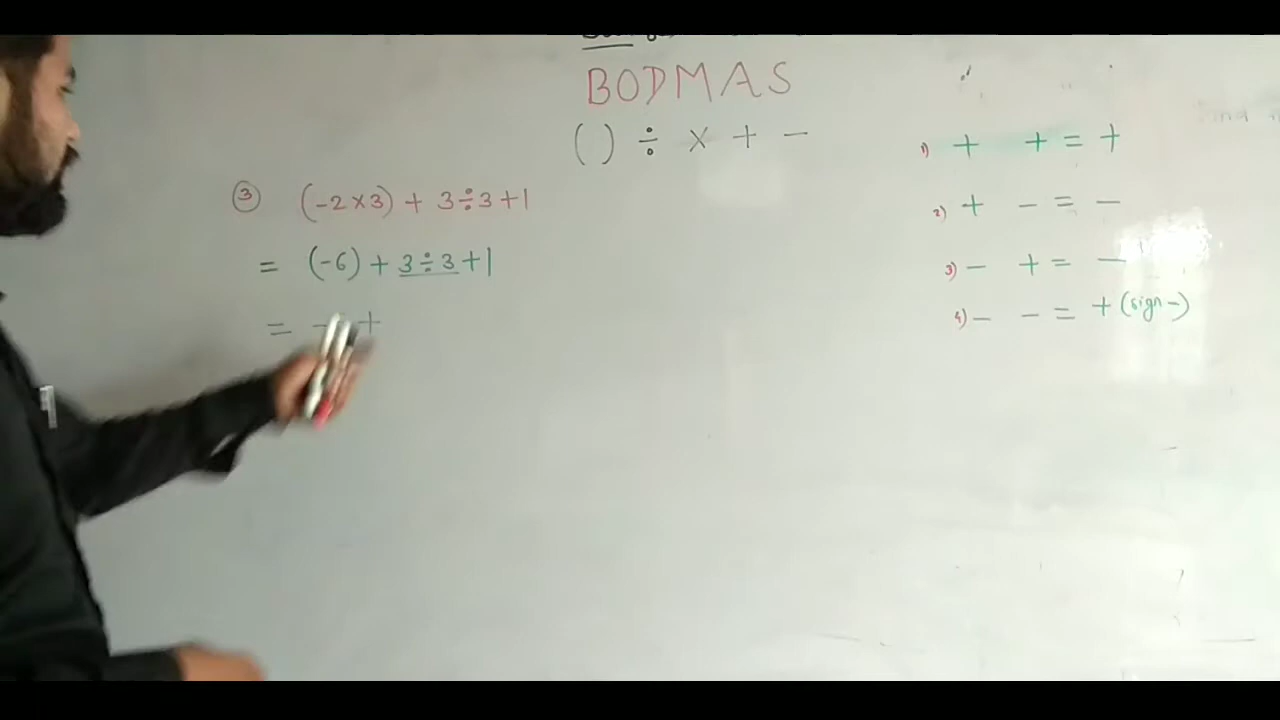 BODMAS
( ) ÷ × + −
③ (-2×3) + 3÷3+1
= (-6) + 3÷3+1
= - +
1) + + = +
2) + − = −
3) − + = −
4) − − = + (sign -)